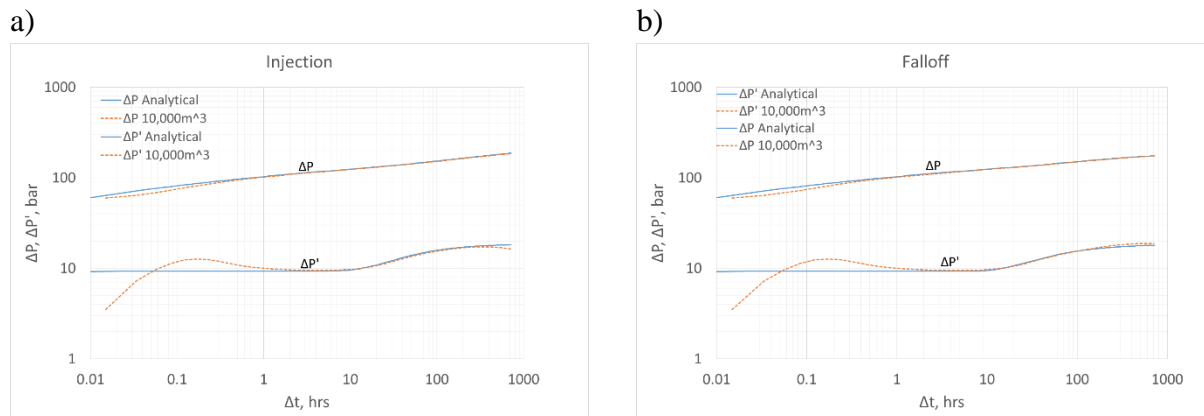 a)
Injection
1000
100
10
1
ΔP, ΔP', bar
ΔP Analytical
ΔP 10,000m^3
ΔP' Analytical
ΔP' 10,000m^3
ΔP
ΔP'
0.01 0.1 1 10 100 1000
Δt, hrs
b)
Falloff
1000
100
10
1
ΔP, ΔP', bar
ΔP' Analytical
ΔP' 10,000m^3
ΔP Analytical
ΔP 10,000m^3
ΔP
ΔP'
0.01 0.1 1 10 100 1000
Δt, hrs